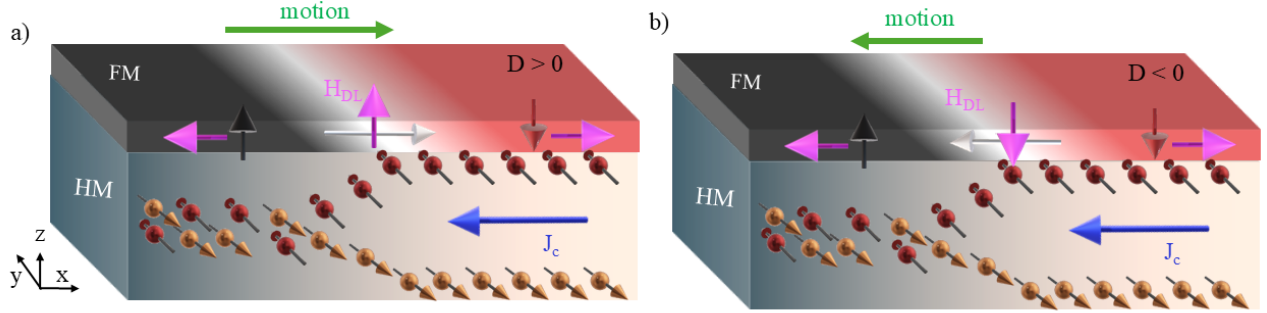 a)
motion
FM
D > 0
H_DL
HM
J_c
z
y
x
b)
motion
FM
D < 0
H_DL
HM
J_c